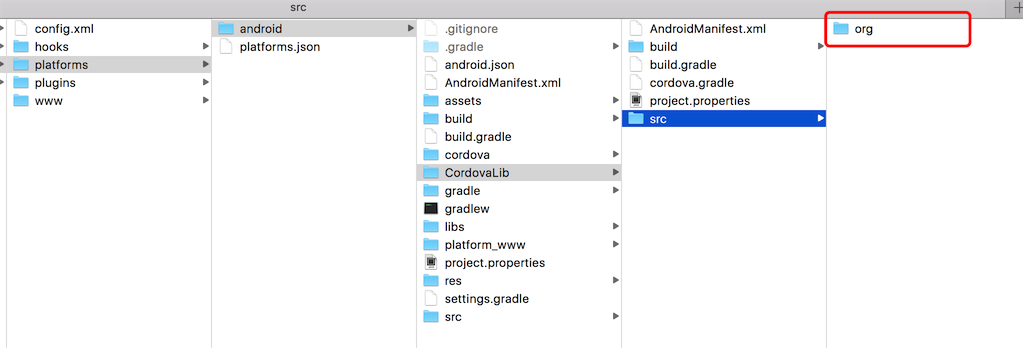 src
config.xml
hooks
platforms
plugins
www
android
platforms.json
.gitignore
.gradle
android.json
AndroidManifest.xml
assets
build
build.gradle
cordova
CordovaLib
gradle
gradlew
libs
platform_www
project.properties
res
settings.gradle
src
AndroidManifest.xml
build
build.gradle
cordova.gradle
project.properties
src
org